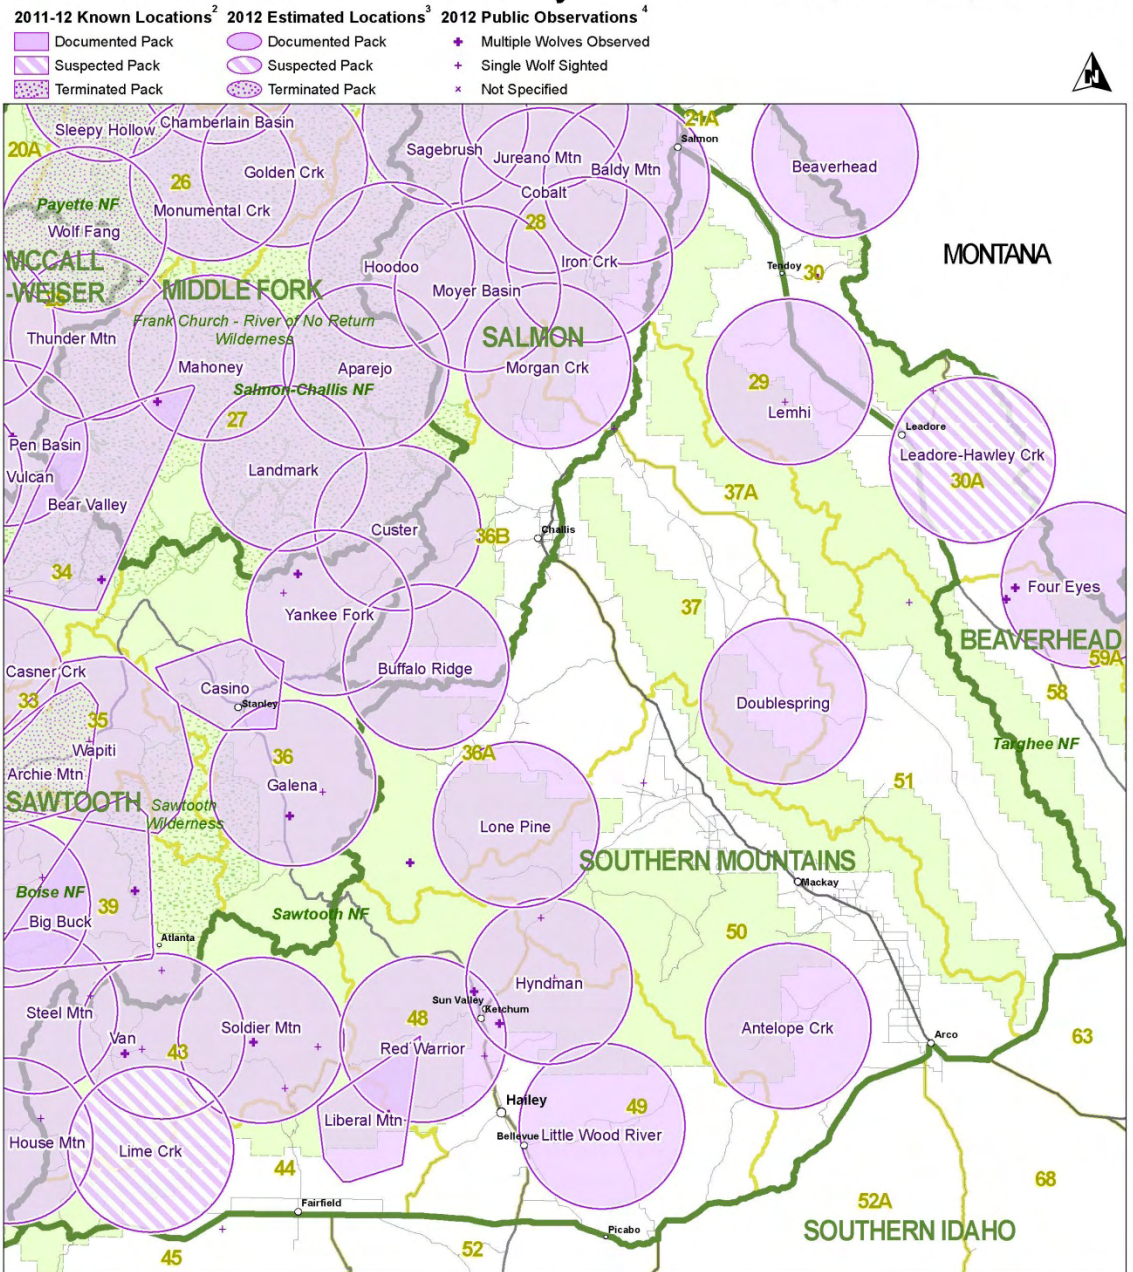 2011-12 Known Locations2 2012 Estimated Locations3 2012 Public Observations4
Documented Pack Documented Pack Multiple Wolves Observed
Suspected Pack Suspected Pack Single Wolf Sighted
Terminated Pack Terminated Pack Not Specified
N
21A
Chamberlain Basin
Sleepy Hollow
Salmon
20A
Sagebrush
Jureano Mtn
Beaverhead
Golden Crk
Baldy Mtn
26
Cobalt
Payette NF
Monumental Crk
28
Wolf Fang
MONTANA
MCCALL
-WEISER
Iron Crk
Hoodoo
Tendoy
30
MIDDLE FORK
Moyer Basin
Frank Church - River of No Return
Wilderness
Thunder Mtn
SALMON
Mahoney
Aparejo
Morgan Crk
29
Salmon-Challis NF
Lemhi
27
Leadore
Pen Basin
Leadore-Hawley Crk
Vulcan
Landmark
30A
37A
Bear Valley
Custer
36B
Challis
34
Four Eyes
Yankee Fork
37
BEAVERHEAD
59A
Casner Crk
Buffalo Ridge
Casino
58
33
Stanley
Doublespring
35
Wapiti
36
36A
Targhee NF
Archie Mtn
Galena
51
SAWTOOTH
Sawtooth
Wilderness
Lone Pine
SOUTHERN MOUNTAINS
Boise NF
Mackay
39
Big Buck
Sawtooth NF
50
Atlanta
Hyndman
Sun Valley
Ketchum
Steel Mtn
48
Soldier Mtn
Antelope Crk
Van
Red Warrior
Arco
63
43
Hailey
49
Liberal Mtn
House Mtn
Lime Crk
Bellevue
Little Wood River
44
68
Fairfield
52A
Picabo
SOUTHERN IDAHO
45
52